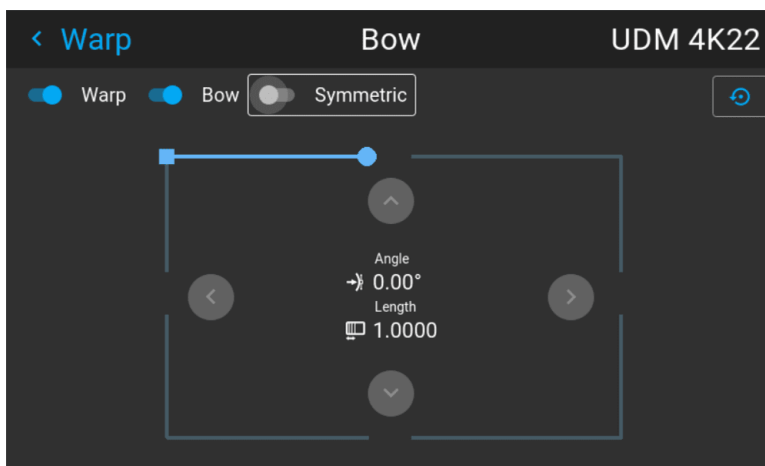 Warp Bow UDM 4K22
Warp Bow Symmetric
Angle
0.00°
Length
1.0000